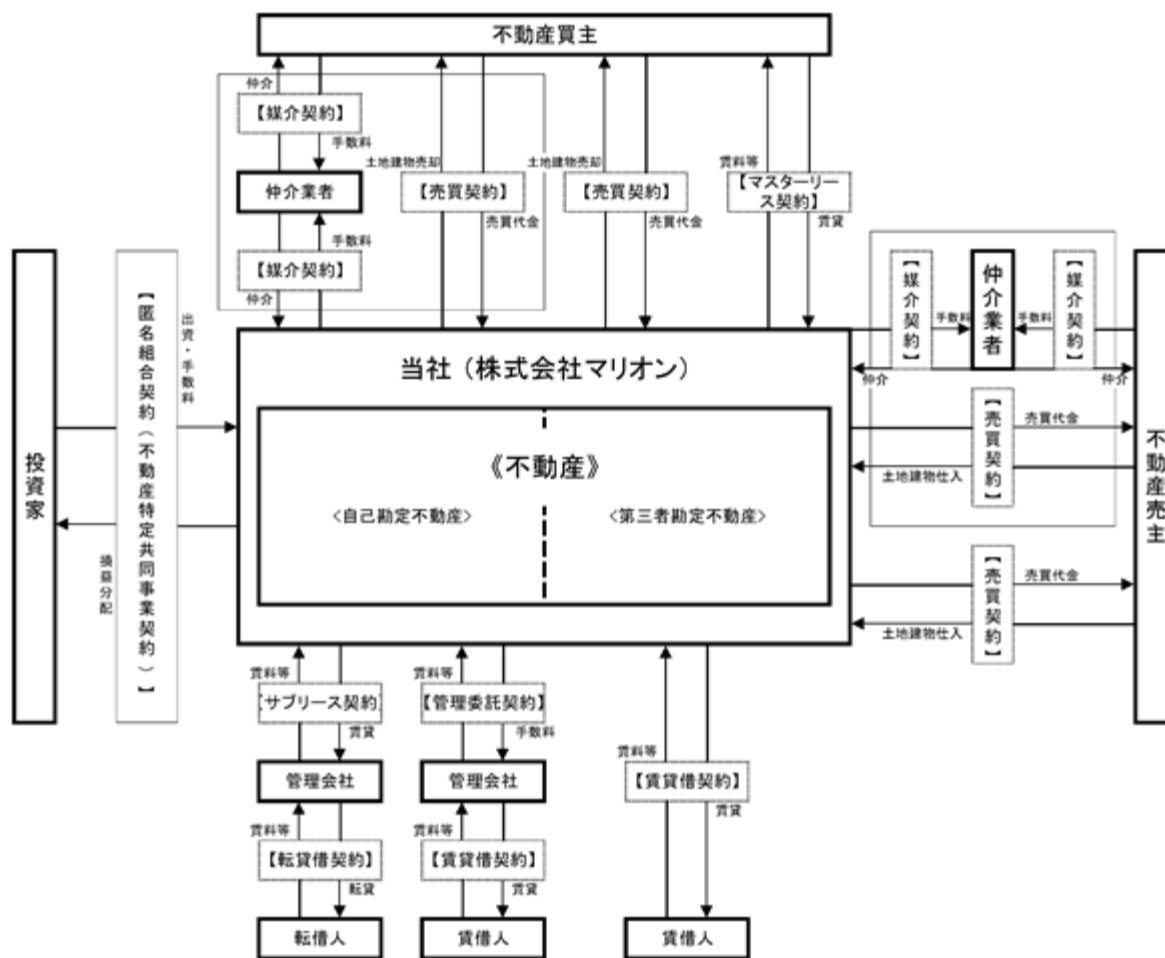 不動産買主
仲介
【媒介契約】
手数料
仲介業者
手数料
【媒介契約】
仲介
土地建物売却
【売買契約】
売買代金
土地建物売却
【売買契約】
売買代金
賃料等
【マスターリー
ス契約】
賃貸
投資家
【匿名組合契約(不動産特定共同事業契約)】
出資・手数料
損益分配
当社(株式会社マリオン)
《不動産》
<自己勘定不動産>
<第三者勘定不動産>
【媒介契約】
手数料
仲介業者
手数料
【媒介契約】
仲介
仲介
【売買契約】
売買代金
土地建物仕入
【売買契約】
売買代金
土地建物仕入
不動産売主
賃料等
【サブリース契約】
賃貸
管理会社
賃料等
【転貸借契約】
転貸
転借人
賃料等
【管理委託契約】
手数料
管理会社
賃料等
【賃貸借契約】
賃貸
賃借人
賃料等
【賃貸借契約】
賃貸
賃借人